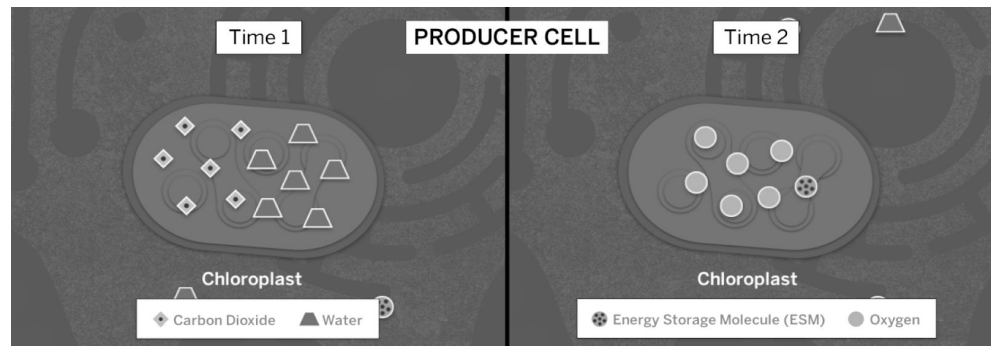 PRODUCER CELL
Time 1
Chloroplast
Carbon Dioxide
Water
Time 2
Chloroplast
Energy Storage Molecule (ESM)
Oxygen